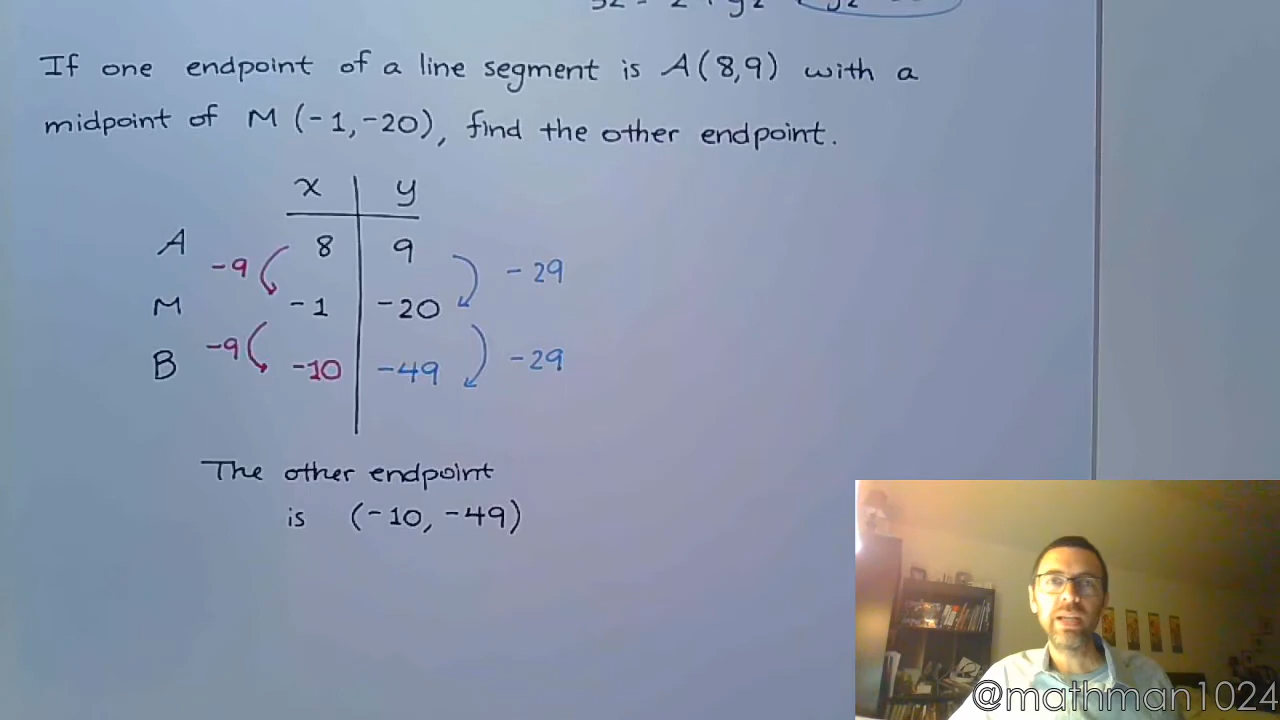 If one endpoint of a line segment is A(8,9) with a
midpoint of M (-1,-20), find the other endpoint.
x y
A 8 9
-9 -29
M -1 -20
-9 -29
B -10 -49
The other endpoint
is (-10, -49)
@mathman1024